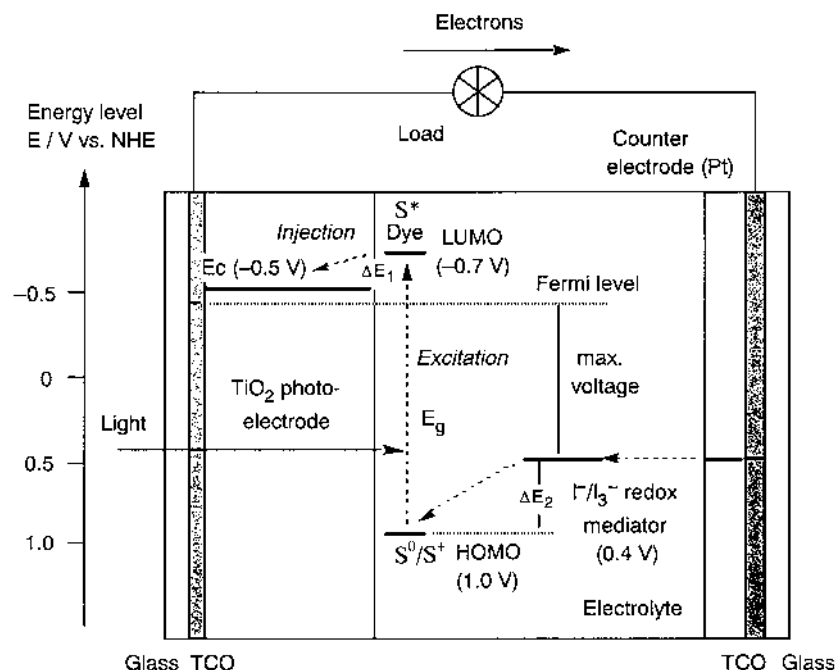 Electrons
Energy level
E / V vs. NHE
Load
Counter
electrode (Pt)
S*
Injection
Dye
LUMO
Ec (–0.5 V)
ΔE1
(–0.7 V)
–0.5
Fermi level
Excitation
max.
voltage
0
TiO2 photo-
electrode
Light
Eg
0.5
ΔE2
I–/I3– redox
mediator
(0.4 V)
1.0
S0/S+
HOMO
(1.0 V)
Electrolyte
Glass TCO
TCO Glass